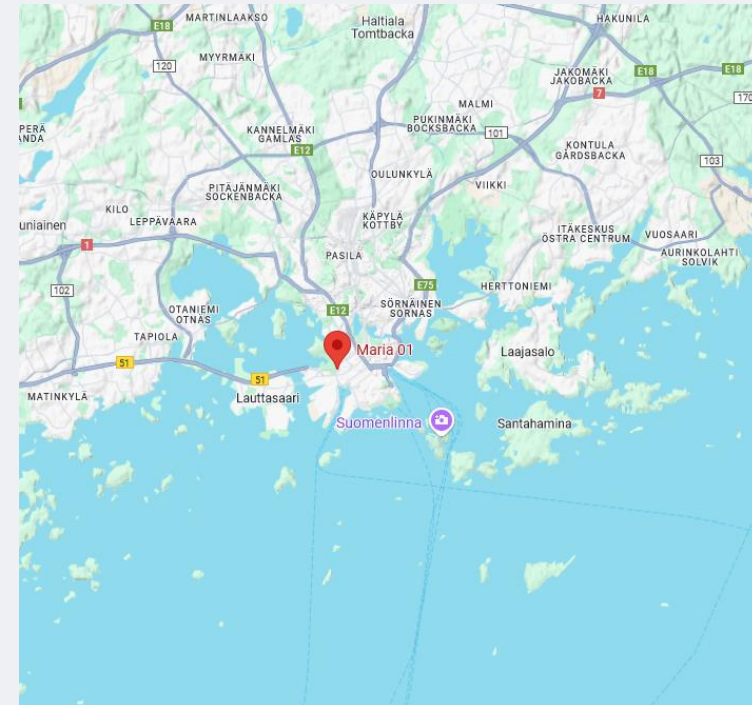 MARTINLAAKSO
HAKUNILA
E18
Haltiala
Tomtbacka
MYYRMÄKI
120
JAKOMÄKI
JAKOBACKA
E18
7
170
MALMI
PERÄ
ANDA
KANNELMÄKI
GAMLAS
PUKINMÄKI
BOCKSBACKA
101
E12
KONTULA
GÅRDSBACKA
103
OULUNKYLÄ
PITÄJÄNMÄKI
SOCKENBACKA
VIIKKI
KILO
uniainen
LEPPÄVAARA
KÄPYLÄ
KOTTBY
ITÄKESKUS
ÖSTRA CENTRUM
VUOSAARI
1
PASILA
AURINKOLAHTI
SOLVIK
102
E75
HERTTONIEMI
OTANIEMI
OTNÄS
E12
SÖRNÄINEN
SÖRNÄS
TAPIOLA
Maria 01
Laajasalo
51
51
MATINKYLÄ
Lauttasaari
Suomenlinna
Santahamina